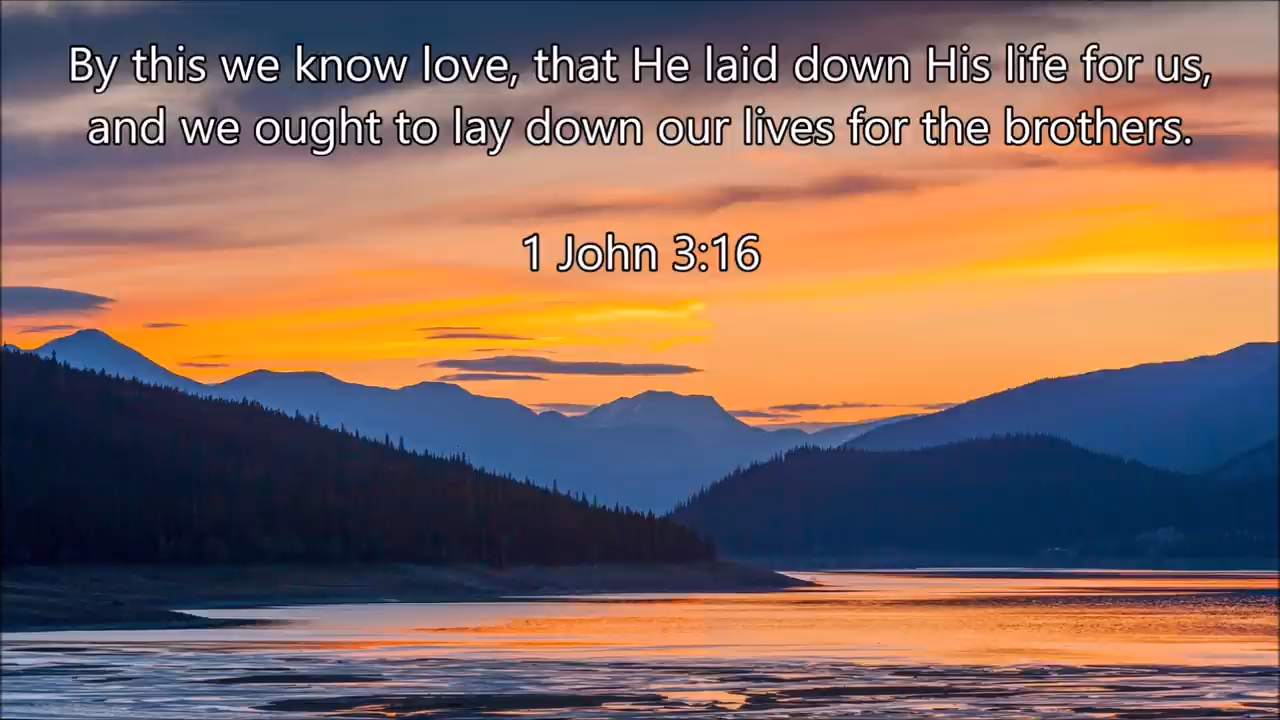 By this we know love, that He laid down His life for us,
and we ought to lay down our lives for the brothers.
1 John 3:16